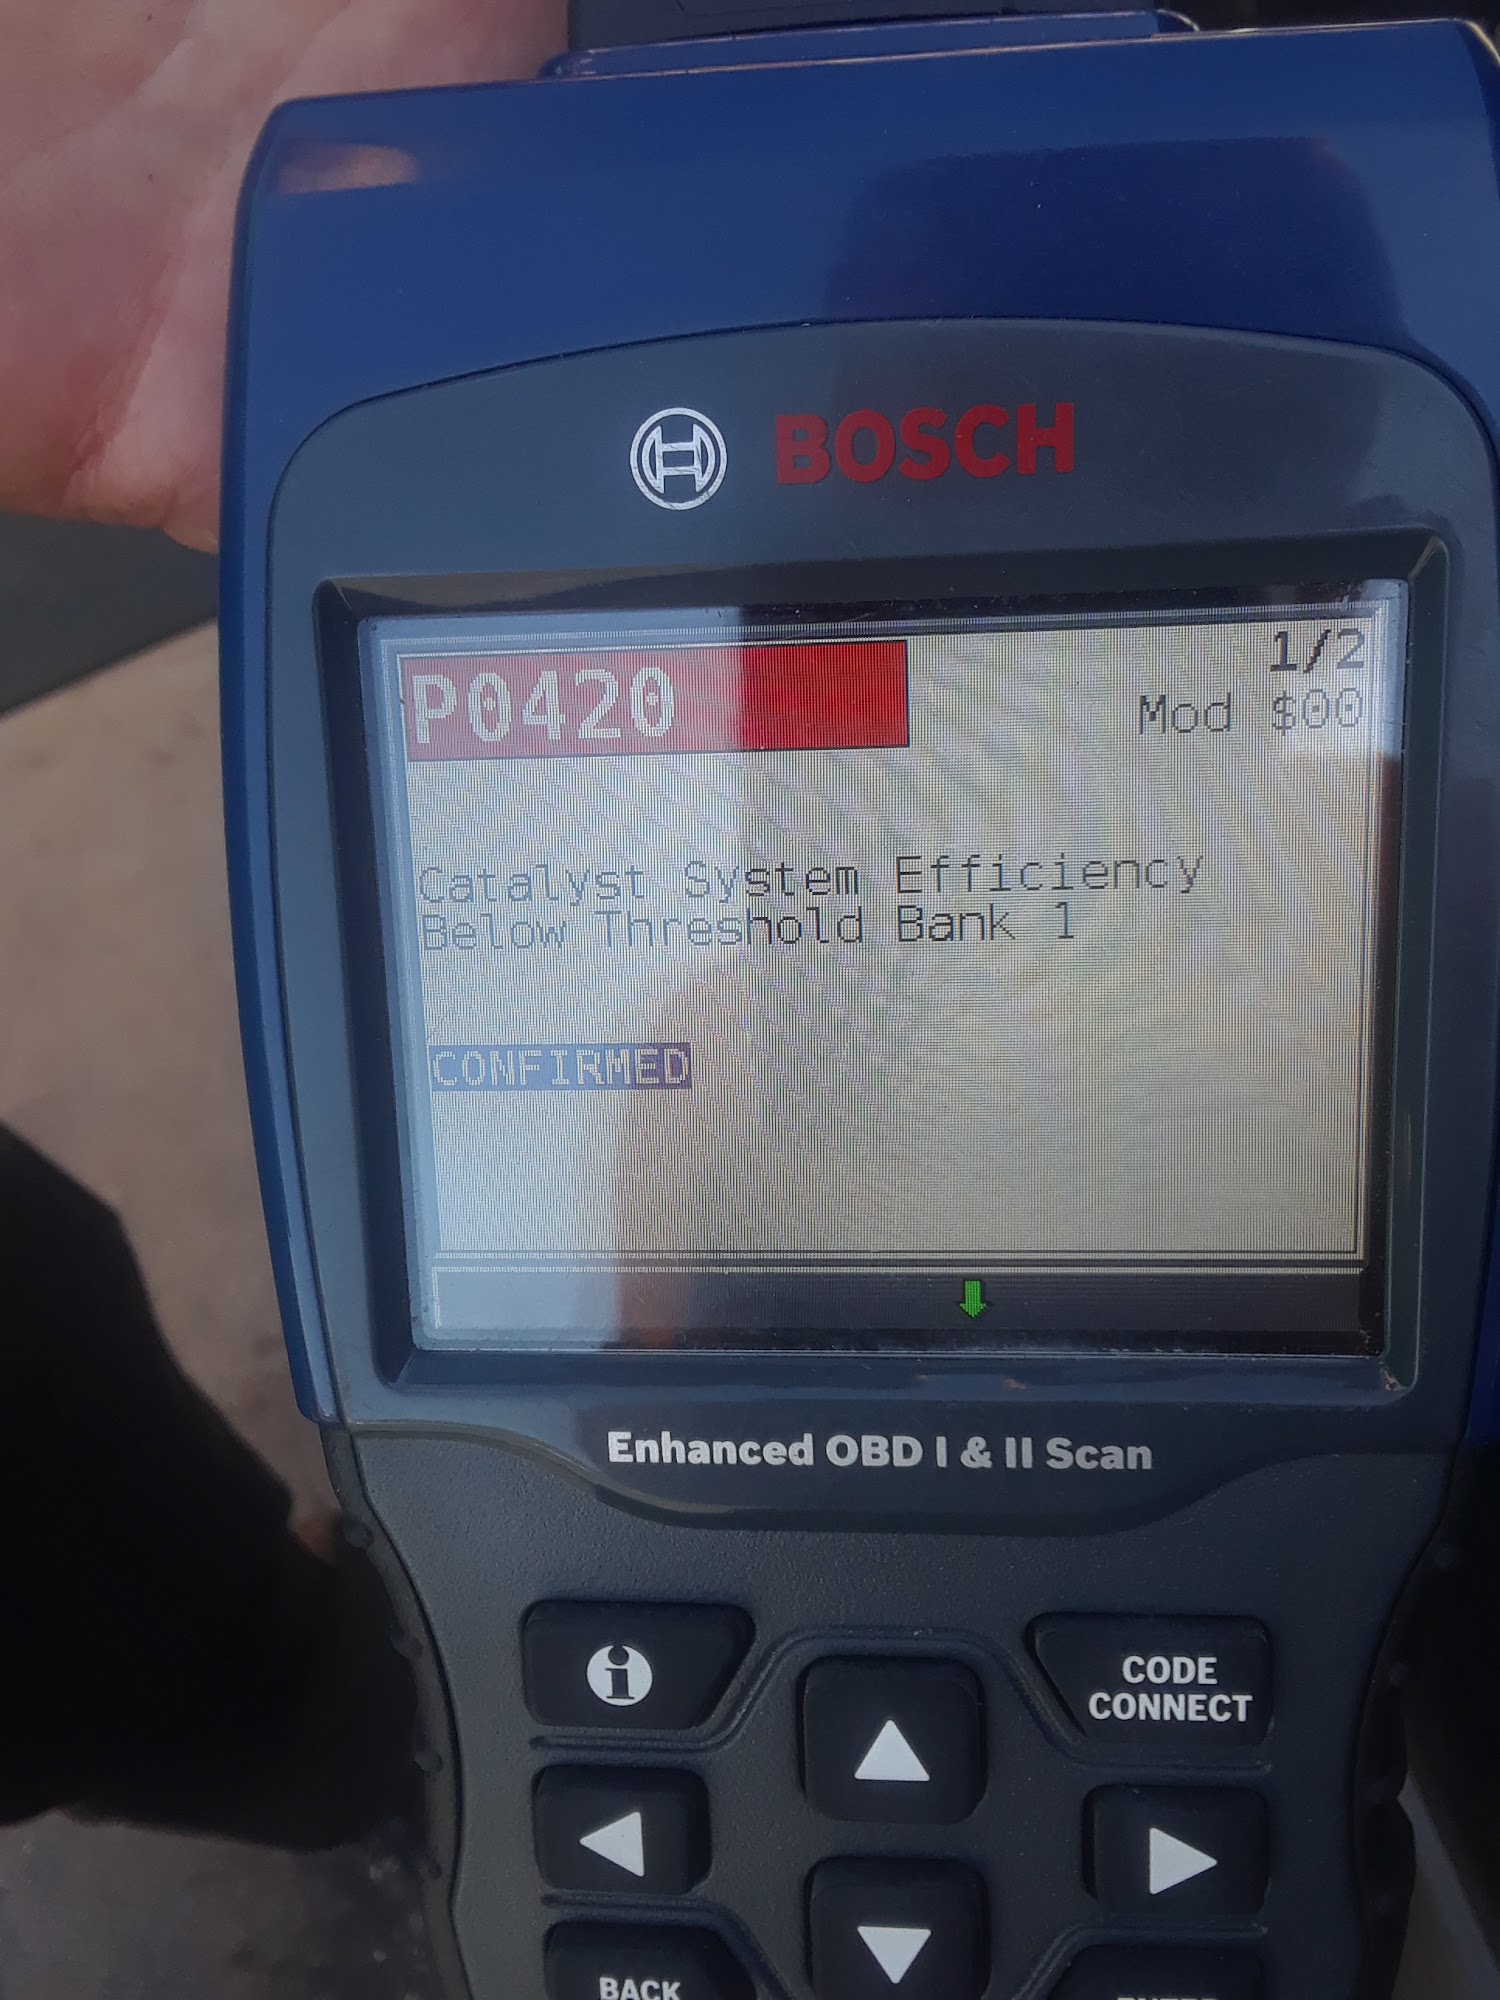 BOSCH
P0420
1/2
Mod $00
Catalyst System Efficiency
Below Threshold Bank 1
CONFIRMED
Enhanced OBD I & II Scan
i
CODE
CONNECT
BACK